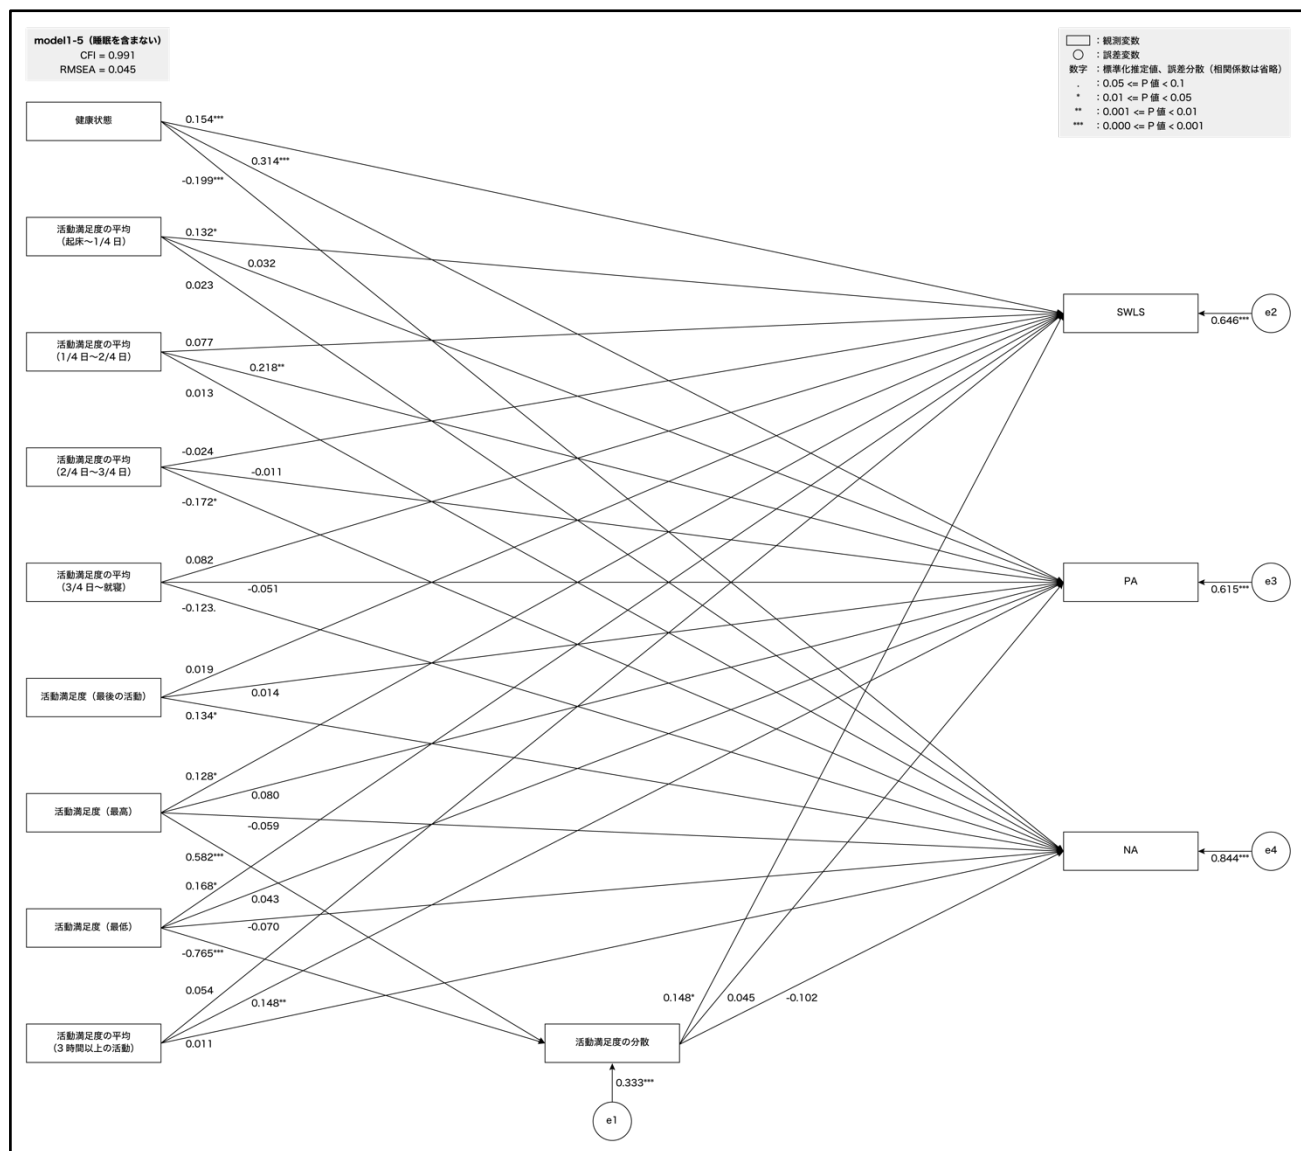 model1-5（睡眠を含まない）
CFI = 0.991
RMSEA = 0.045
：観測変数
：誤差変数
数字 ：標準化推定値、誤差分散（相関係数は省略）
. ：0.05 <= P 値 < 0.1
* ：0.01 <= P 値 < 0.05
** ：0.001 <= P 値 < 0.01
*** ：0.000 <= P 値 < 0.001
健康状態
0.154***
0.314***
-0.199***
活動満足度の平均
（起床〜1/4 日）
0.132*
0.032
0.023
活動満足度の平均
（1/4 日〜2/4 日）
0.077
0.218**
0.013
活動満足度の平均
（2/4 日〜3/4 日）
-0.024
-0.011
-0.172*
活動満足度の平均
（3/4 日〜就寝）
0.082
-0.051
-0.123.
活動満足度（最後の活動）
0.019
0.014
0.134*
活動満足度（最高）
0.128*
0.080
-0.059
0.582***
活動満足度（最低）
0.168*
0.043
-0.070
-0.765***
活動満足度の平均
（3 時間以上の活動）
0.054
0.148**
0.011
活動満足度の分散
0.148*
0.045
-0.102
0.333***
e1
SWLS
0.646***
e2
PA
0.615***
e3
NA
0.844***
e4